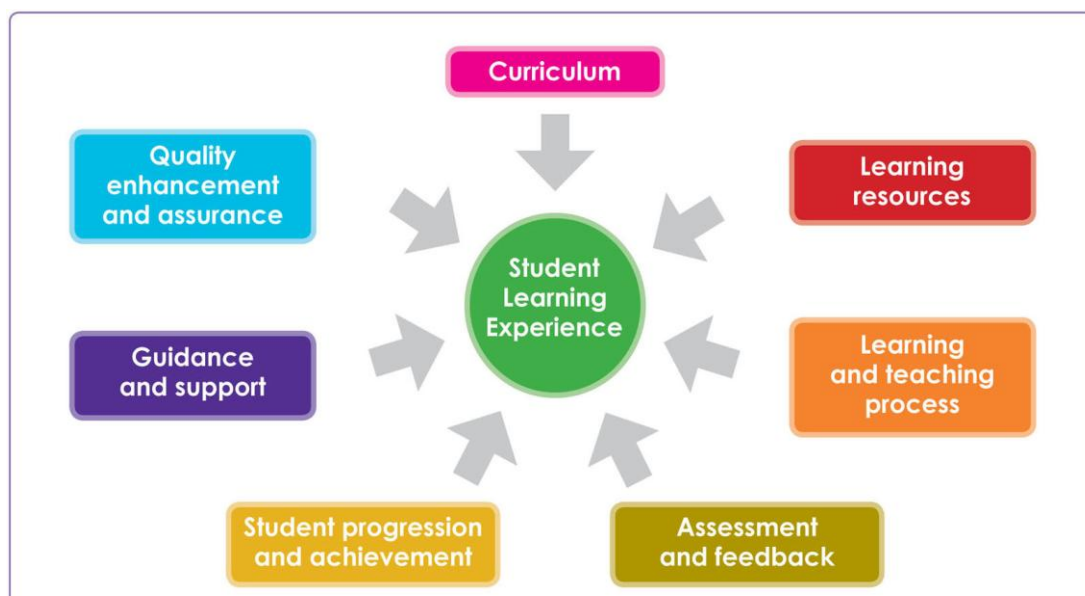 Curriculum
Quality
enhancement
and assurance
Learning
resources
Student
Learning
Experience
Guidance
and support
Learning
and teaching
process
Student progression
and achievement
Assessment
and feedback